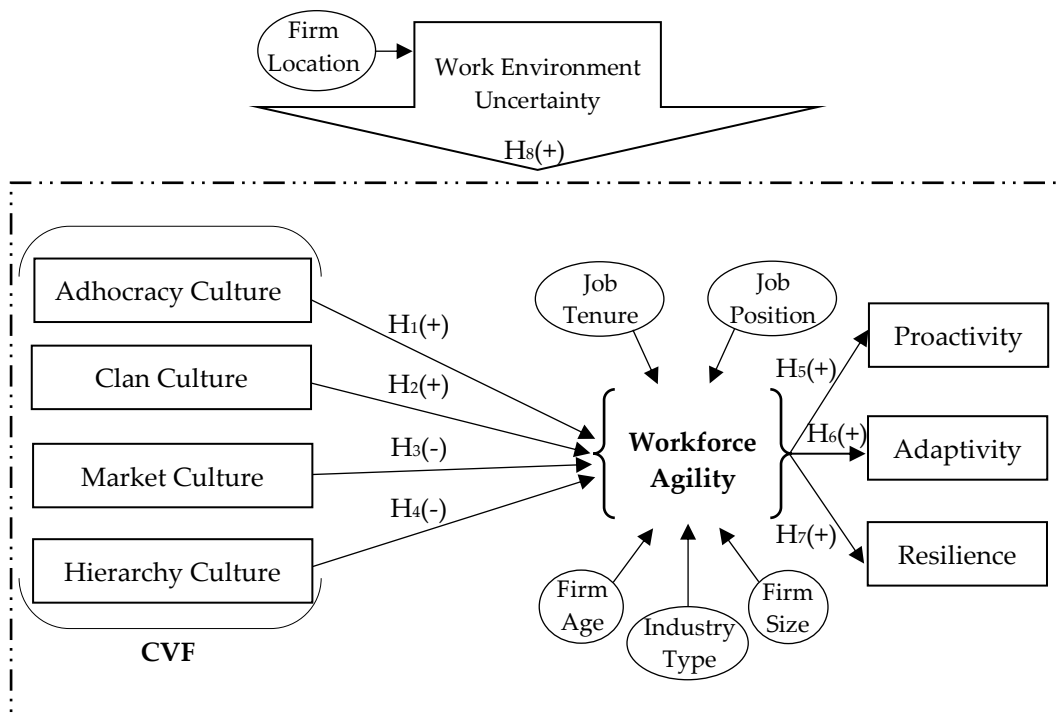 Firm
Location
Work Environment
Uncertainty
H₈(+)
Adhocracy Culture
Clan Culture
Market Culture
Hierarchy Culture
CVF
H₁(+)
H₂(+)
H₃(-)
H₄(-)
Job
Tenure
Job
Position
Workforce
Agility
Firm
Age
Industry
Type
Firm
Size
H₅(+)
H₆(+)
H₇(+)
Proactivity
Adaptivity
Resilience